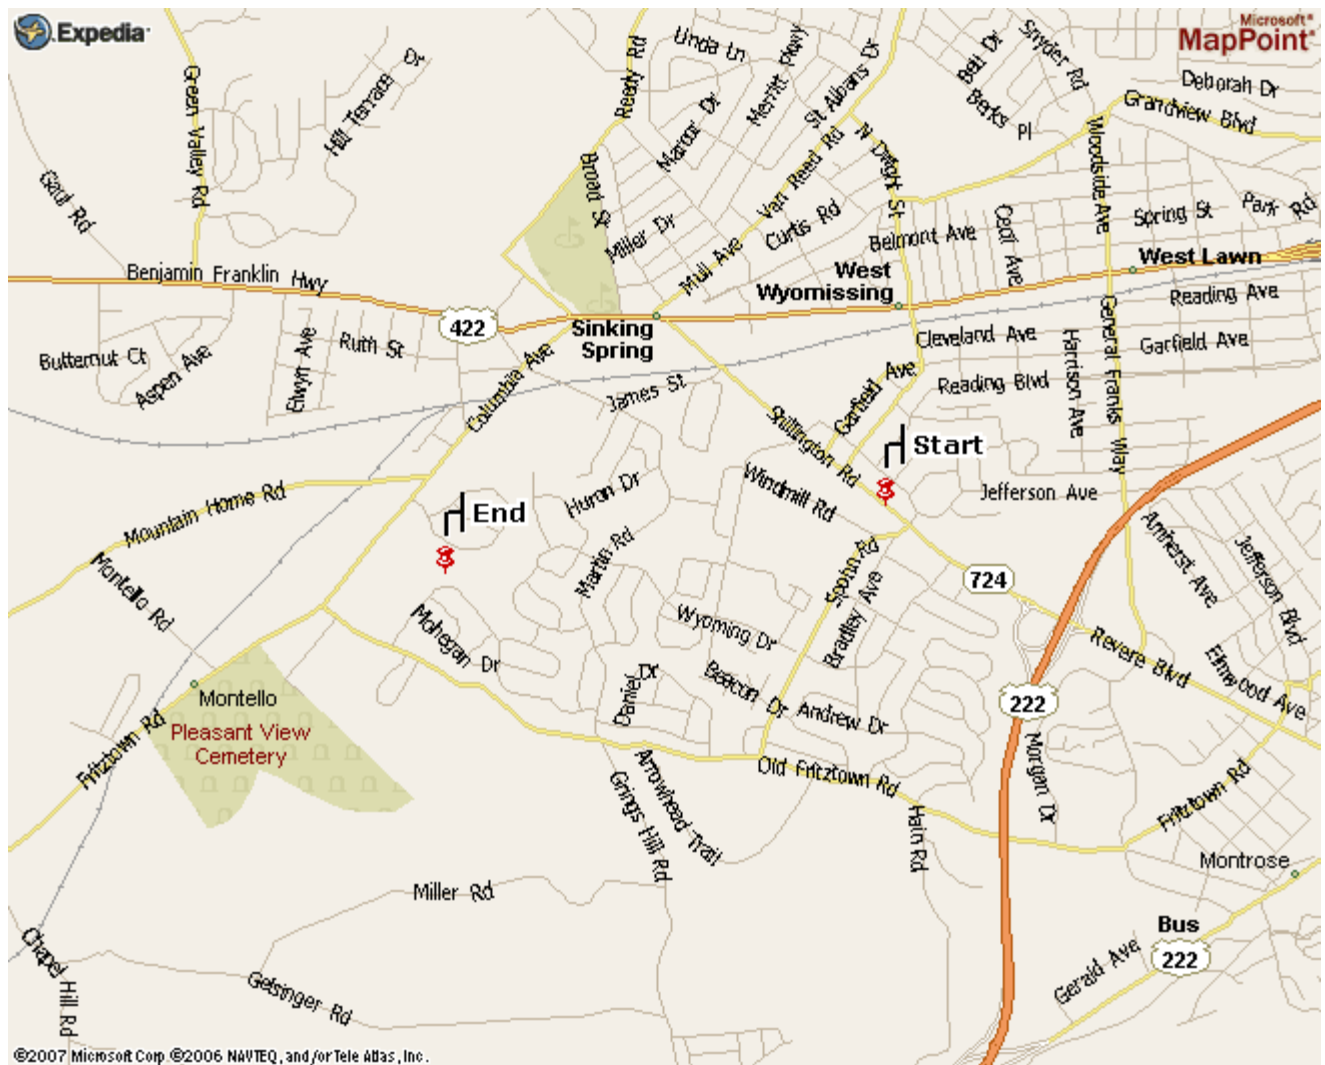 Expedia
Microsoft®
MapPoint®
Linda Ln
Bell Dr
Snyder Rd
Deborah Dr
Green Valley Rd
Hill Terrace Ct
Reedy Rd
Marcor Dr
Merritt Pkwy
St Albans Dr
Berks Pl
Grandview Blvd
Gaul Rd
Broad St
Van Reed Rd
N Dwight St
Woodside Ave
Miller Dr
Curtis Rd
Belmont Ave
Cecil Ave
Spring St
Park Rd
Benjamin Franklin Hwy
Mull Ave
West
Wyomissing
West Lawn
422
Sinking
Spring
Reading Ave
Butternut Ct
Aspen Ave
Elwyn Ave
Ruth St
Columbia Ave
James St
Cleveland Ave
Garfield Ave
Garfield Ave
Reading Blvd
Harrison Ave
General Franks Way
Shillington Rd
Start
Windmill Rd
Jefferson Ave
Mountain Home Rd
End
Huron Dr
Martin Rd
Montello Rd
Spohn Rd
Bradley Ave
724
Amherst Ave
Jefferson Blvd
Mohegan Dr
Wyoming Dr
Revere Blvd
Elmwood Ave
Montello
Daniel Dr
Beacon Dr
Andrew Dr
222
Pleasant View
Cemetery
Fritztown Rd
Old Fritztown Rd
Morgan Dr
Fritztown Rd
Arrowhead Trail
Grings Hill Rd
Hain Rd
Montrose
Miller Rd
Chapel Hill Rd
Gelsinger Rd
Gerald Ave
Bus
222
©2007 Microsoft Corp ©2006 NAVTEQ, and/or Tele Atlas, Inc.